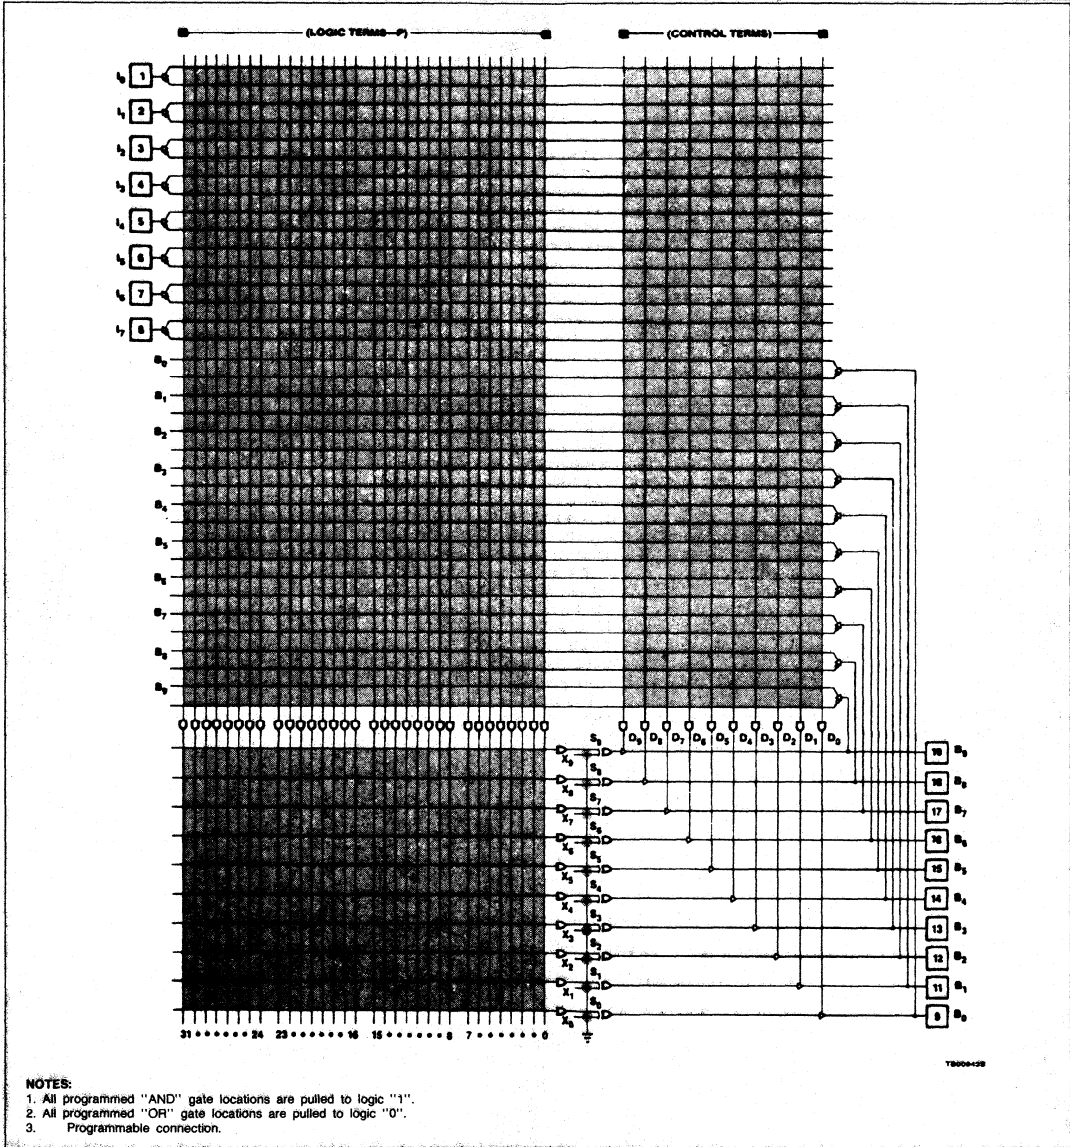 (LOGIC TERMS—P) (CONTROL TERMS)
I0 1
I1 2
I2 3
I3 4
I4 5
I5 6
I6 7
I7 8
B0
B1
B2
B3
B4
B5
B6
B7
B8
B9
S9 D9 D8 D7 D6 D5 D4 D3 D2 D1 D0
X9 19 B9
S8
X8 18 B8
S7
X7 17 B7
S6
X6 16 B6
S5
X5 15 B5
S4
X4 14 B4
S3
X3 13 B3
S2
X2 12 B2
S1
X1 11 B1
S0
X0 9 B0
31 24 23 16 15 8 7 0
NOTES:
1. All programmed "AND" gate locations are pulled to logic "1".
2. All programmed "OR" gate locations are pulled to logic "0".
3. Programmable connection.